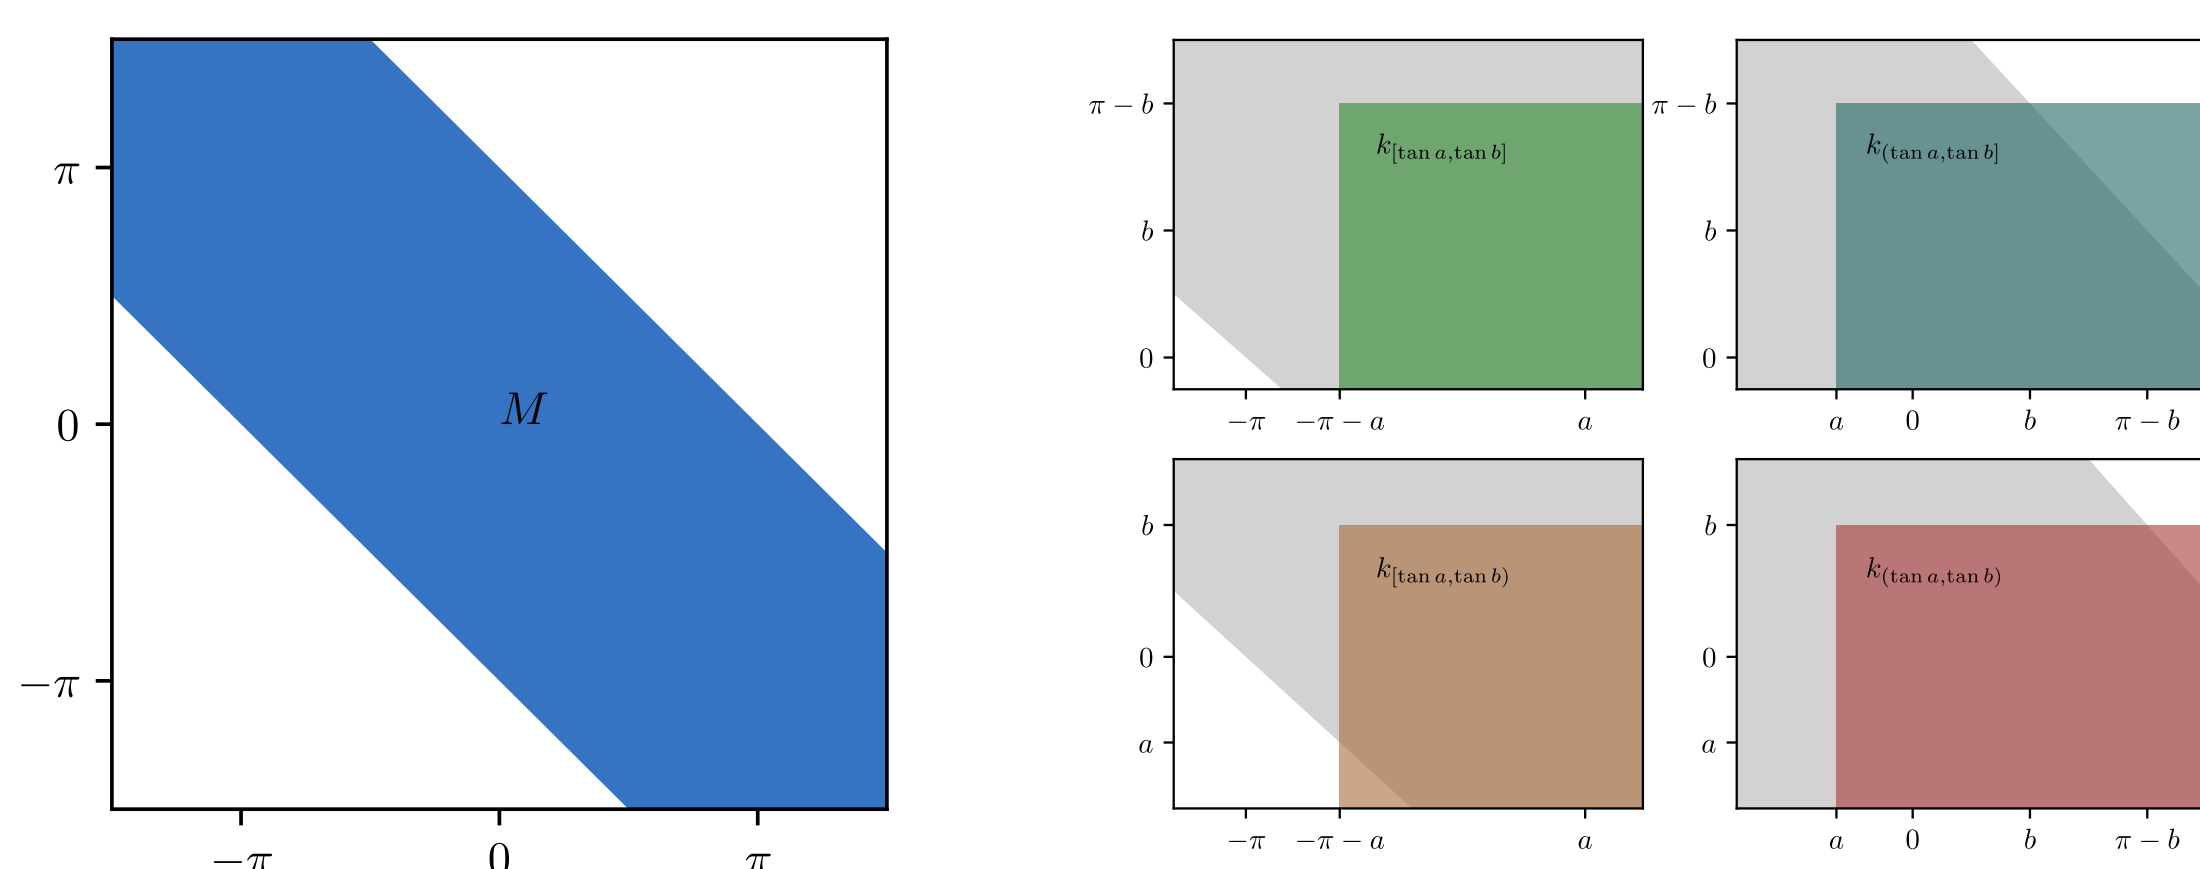 π
0
−π
M
−π 0 π
π − b
b
0
k[tan a,tan b]
−π −π − a a
π − b
b
0
k(tan a,tan b]
a 0 b π − b
b
0
a
k[tan a,tan b)
−π −π − a a
b
0
a
k(tan a,tan b)
a 0 b π − b